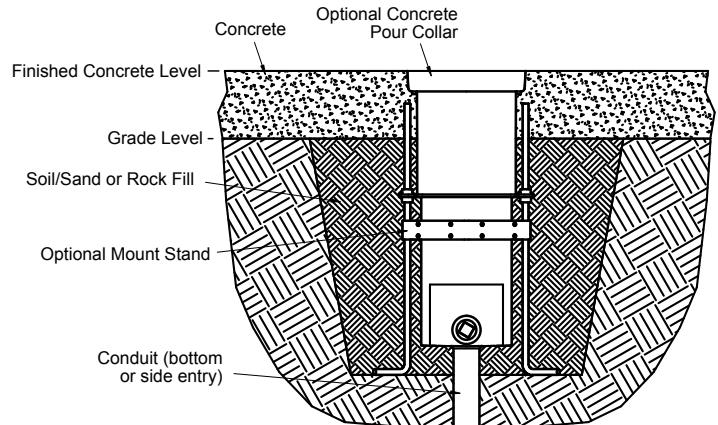 Optional Concrete
Pour Collar
Concrete
Finished Concrete Level
Grade Level
Soil/Sand or Rock Fill
Optional Mount Stand
Conduit (bottom
or side entry)